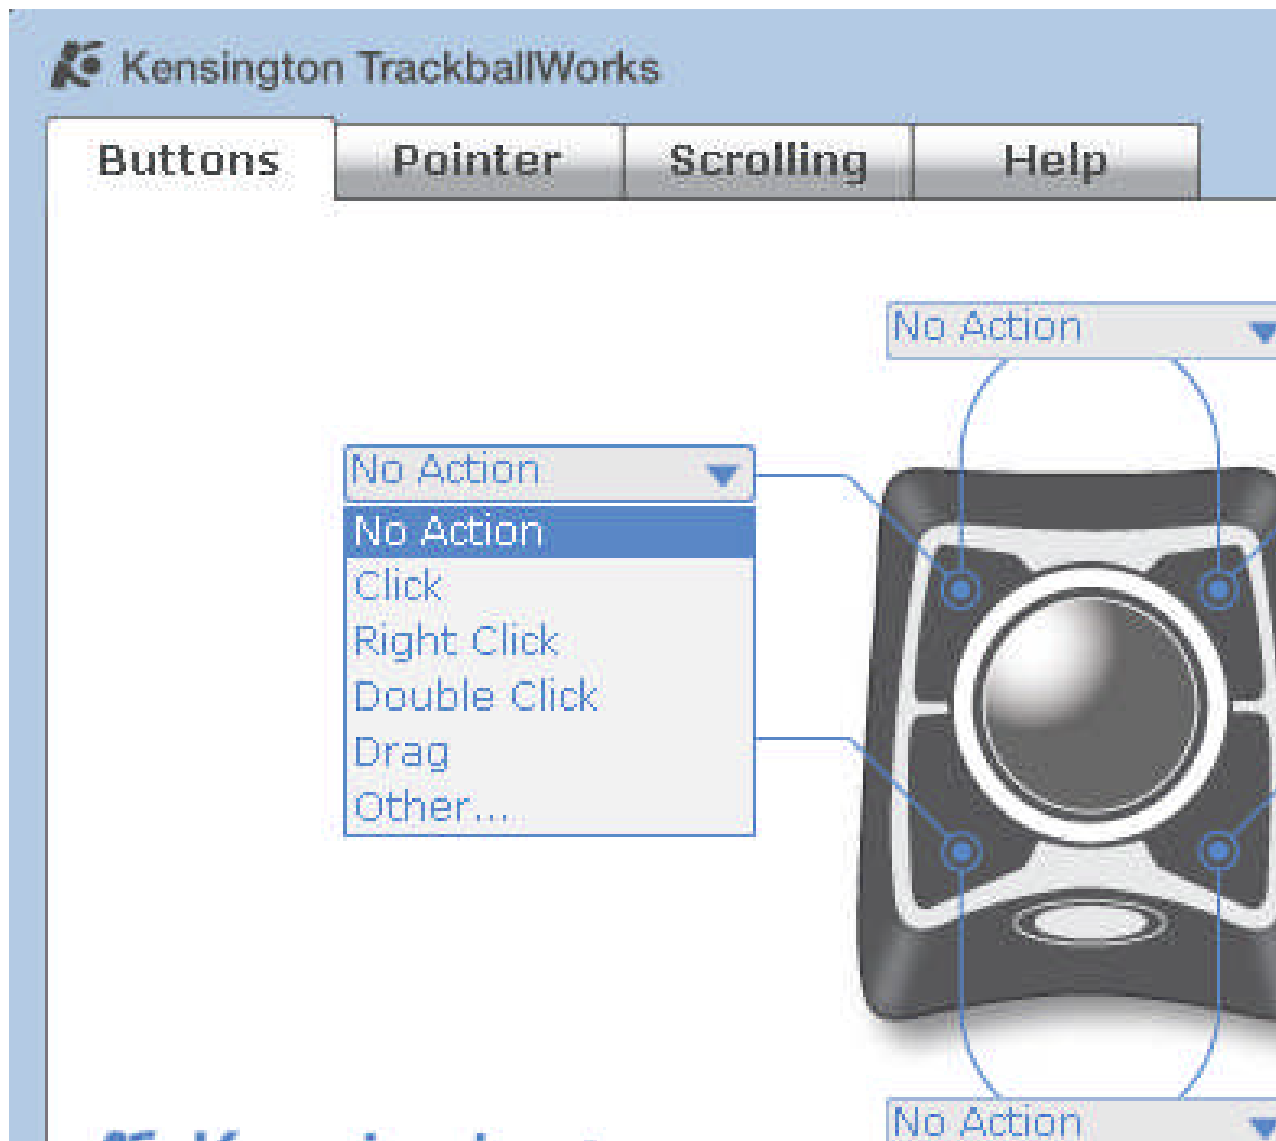 Kensington TrackballWorks
Buttons Pointer Scrolling Help
No Action
No Action
No Action
Click
Right Click
Double Click
Drag
Other...
No Action